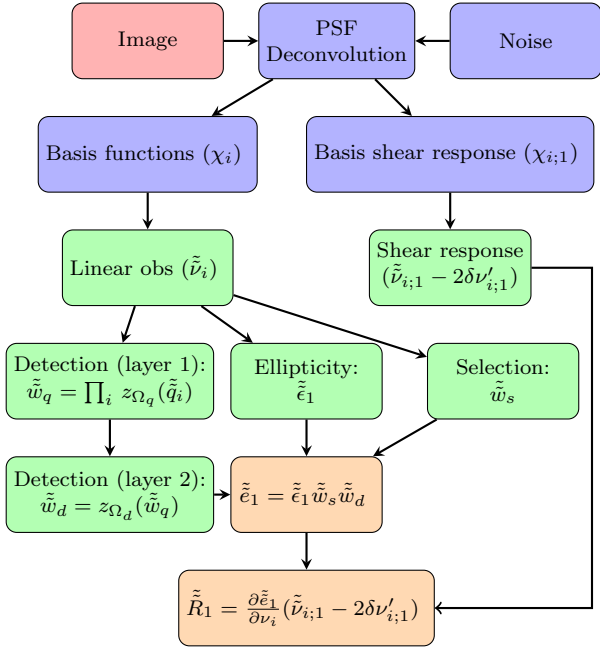 Image
PSF
Deconvolution
Noise
Basis functions (χ_i)
Basis shear response (χ_{i;1})
Linear obs (ν̃_i)
Shear response
(ν̃̃_{i;1} − 2δν′_{i;1})
Detection (layer 1):
w̃̃_q = ∏_i z_{Ω_q}(q̃̃_i)
Ellipticity:
ϵ̃̃_1
Selection:
w̃̃_s
Detection (layer 2):
w̃̃_d = z_{Ω_d}(w̃̃_q)
ẽ̃_1 = ϵ̃̃_1 w̃̃_s w̃̃_d
R̃̃_1 = ∂ẽ̃_1/∂ν_i (ν̃̃_{i;1} − 2δν′_{i;1})